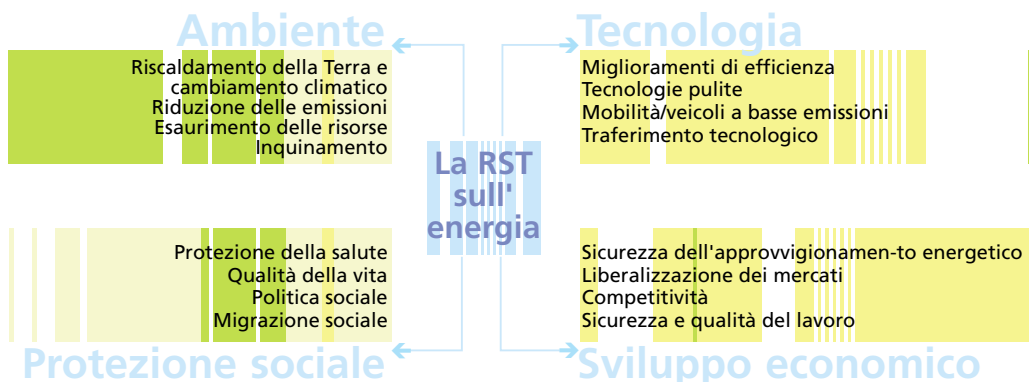 Ambiente
Riscaldamento della Terra e
cambiamento climatico
Riduzione delle emissioni
Esaurimento delle risorse
Inquinamento
Tecnologia
Miglioramenti di efficienza
Tecnologie pulite
Mobilità/veicoli a basse emissioni
Traferimento tecnologico
La RST
sull'
energia
Protezione della salute
Qualità della vita
Politica sociale
Migrazione sociale
Protezione sociale
Sicurezza dell'approvvigionamen-to energetico
Liberalizzazione dei mercati
Competitività
Sicurezza e qualità del lavoro
Sviluppo economico